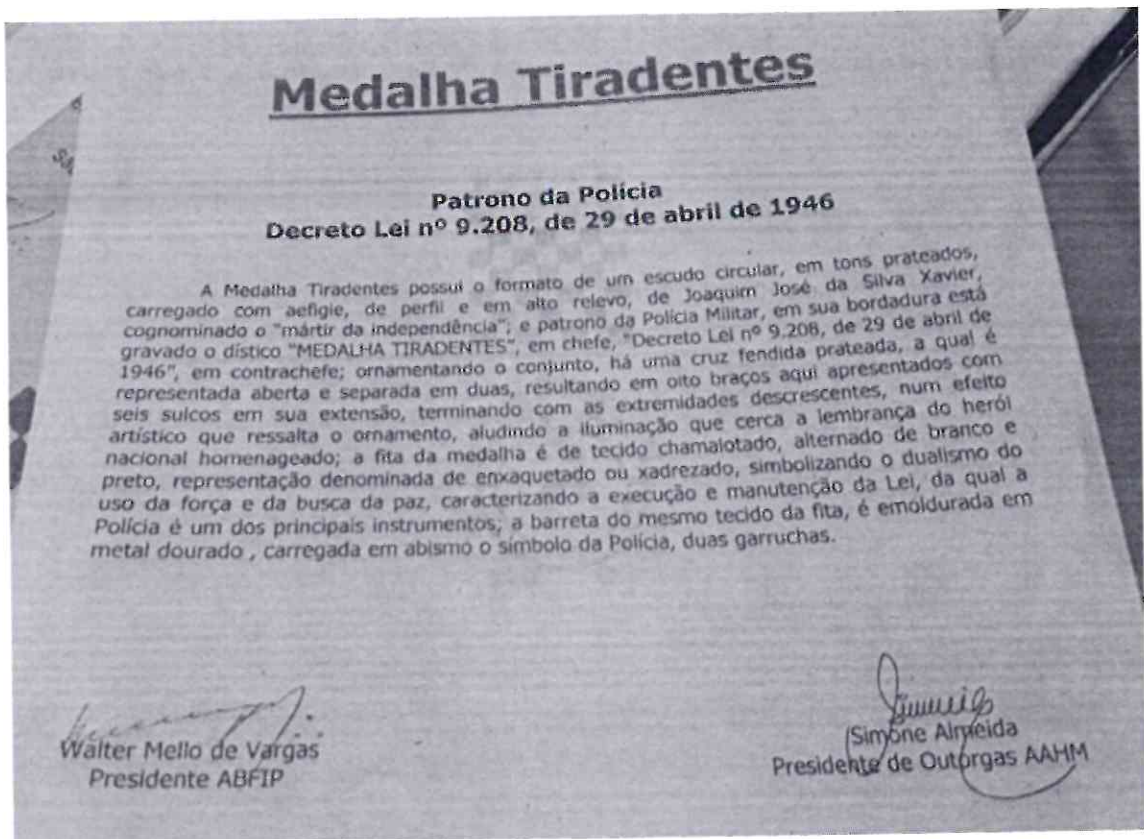 Medalha Tiradentes
Patrono da Polícia
Decreto Lei nº 9.208, de 29 de abril de 1946
A Medalha Tiradentes possui o formato de um escudo circular, em tons prateados,
carregado com aefigie, de perfil e em alto relevo, de Joaquim José da Silva Xavier,
cognominado o "mártir da independência"; e patrono da Polícia Militar, em sua bordadura está
gravado o dístico "MEDALHA TIRADENTES", em chefe, "Decreto Lei nº 9.208, de 29 de abril de
1946", em contrachefe; ornamentando o conjunto, há uma cruz fendida prateada, a qual é
representada aberta e separada em duas, resultando em oito braços aqui apresentados com
seis sulcos em sua extensão, terminando com as extremidades descrescentes, num efeito
artístico que ressalta o ornamento, aludindo a iluminação que cerca a lembrança do herói
nacional homenageado; a fita da medalha é de tecido chamalotado, alternado de branco e
preto, representação denominada de enxaquetado ou xadrezado, simbolizando o dualismo do
uso da força e da busca da paz, caracterizando a execução e manutenção da Lei, da qual a
Polícia é um dos principais instrumentos; a barreta do mesmo tecido da fita, é emoldurada em
metal dourado , carregada em abismo o símbolo da Polícia, duas garruchas.
Walter Mello de Vargas
Presidente ABFIP
Simone Almeida
Presidente de Outorgas AAHM